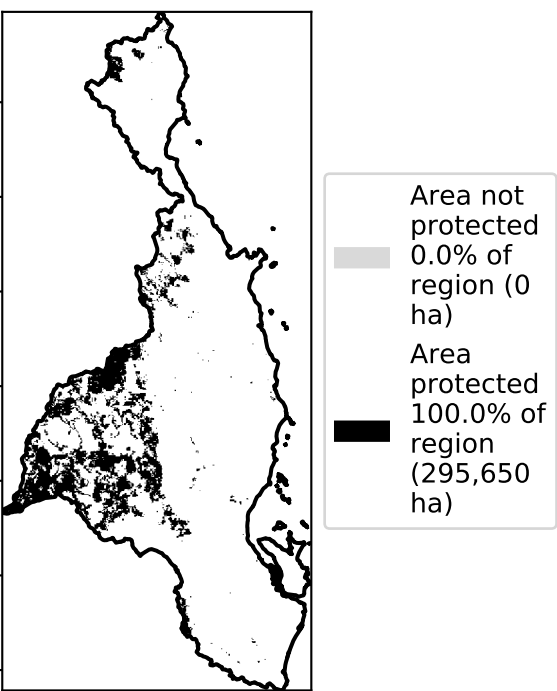 Area not
protected
0.0% of
region (0
ha)
Area
protected
100.0% of
region
(295,650
ha)